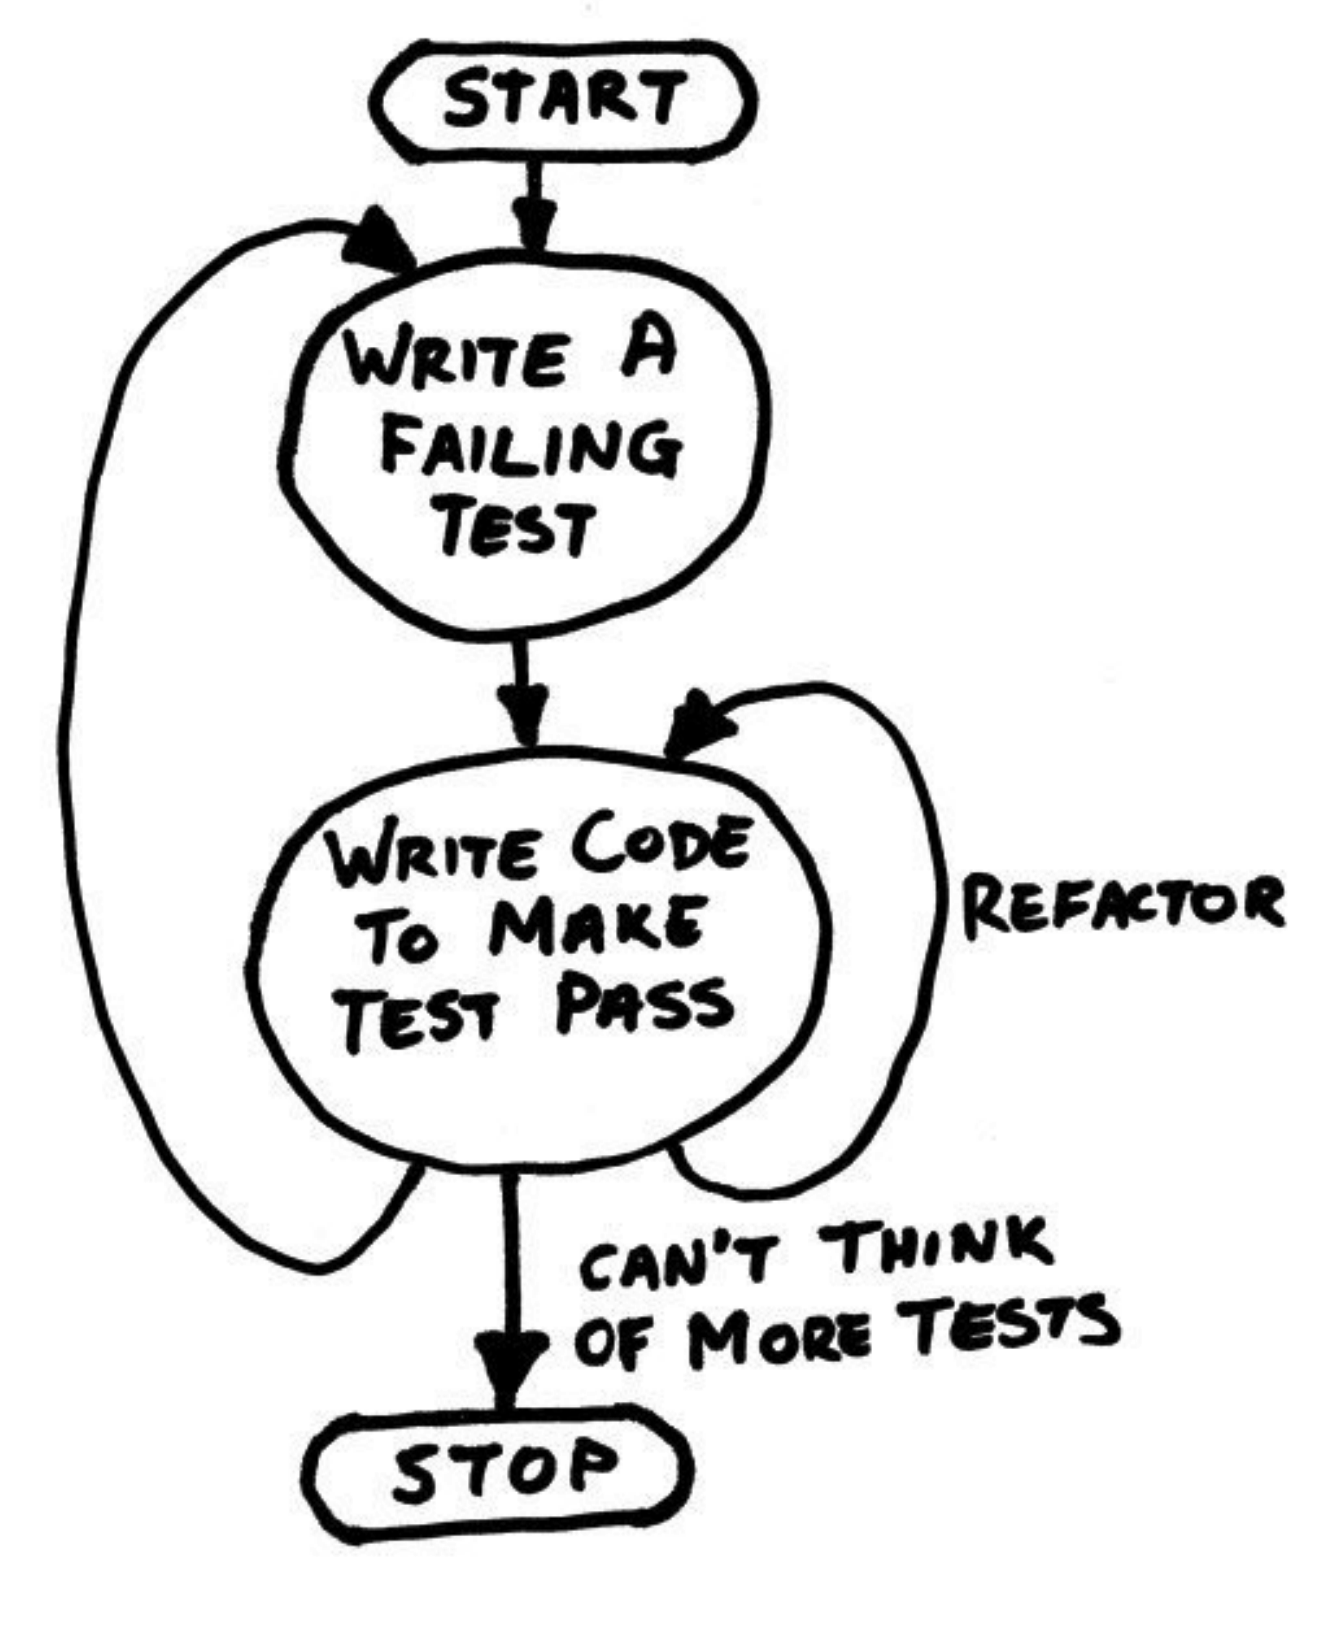 START
WRITE A
FAILING
TEST
WRITE CODE
TO MAKE
TEST PASS
REFACTOR
CAN'T THINK
OF MORE TESTS
STOP